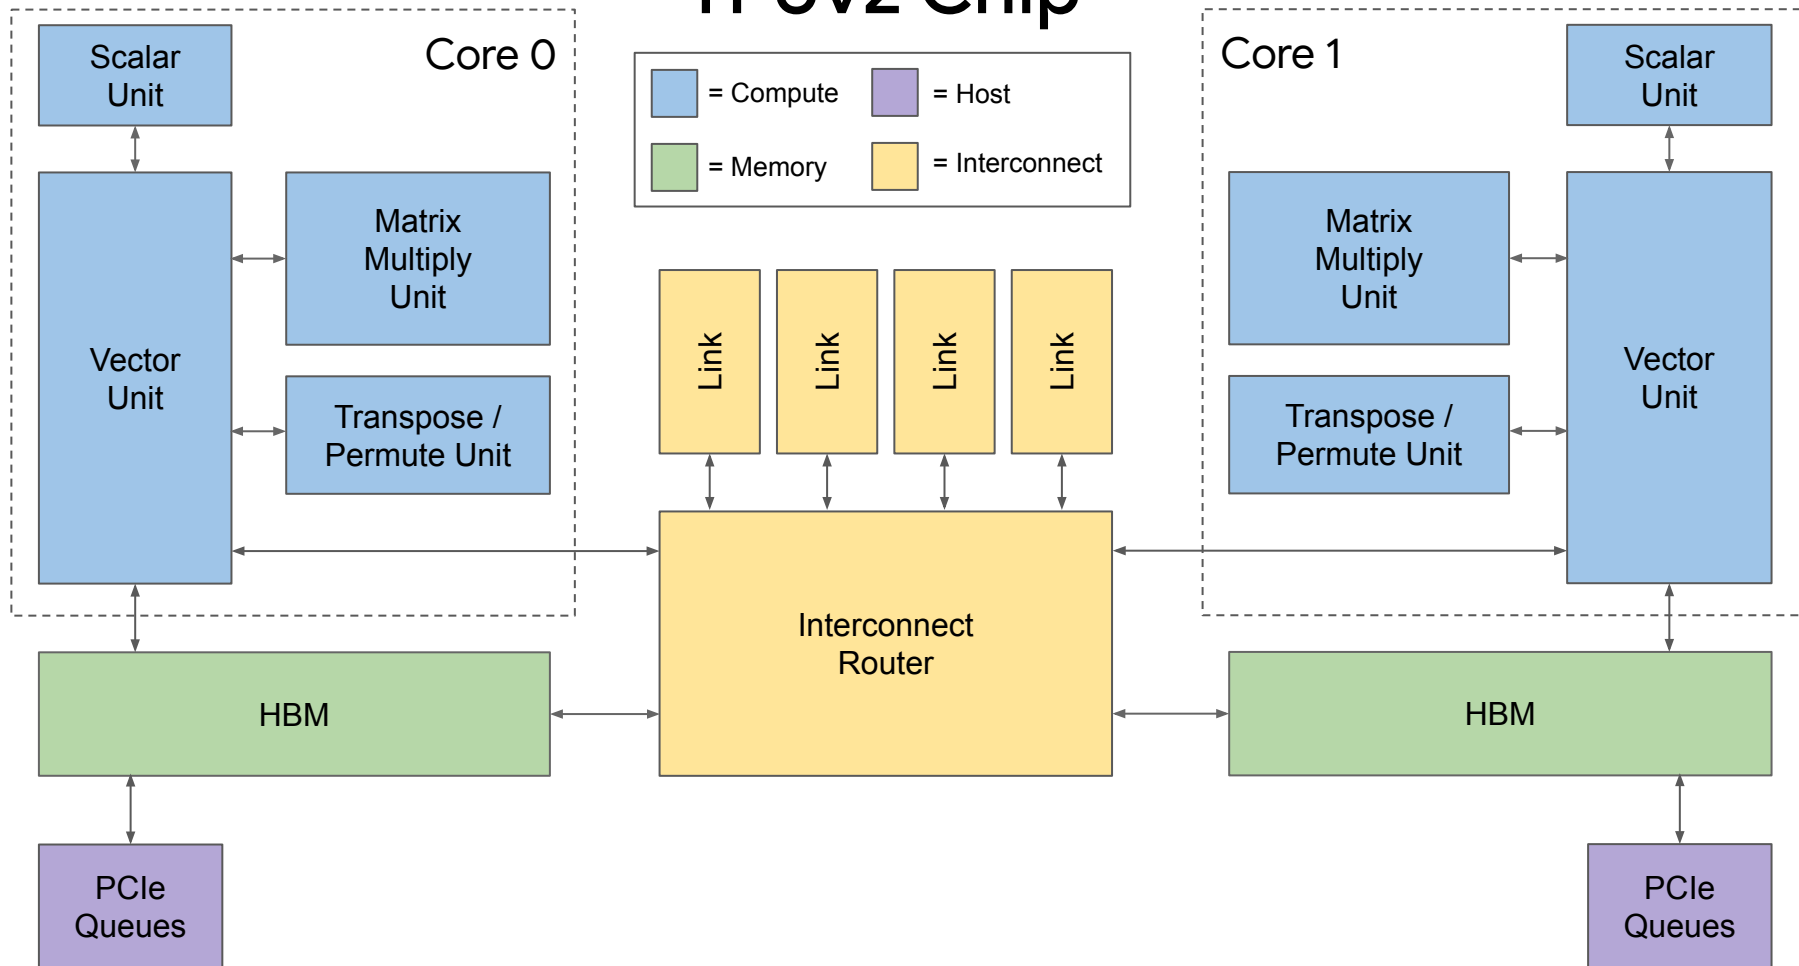 TPUv2 Chip
Core 0
Scalar
Unit
Matrix
Multiply
Unit
Vector
Unit
Transpose /
Permute Unit
HBM
PCIe
Queues
= Compute
= Host
= Memory
= Interconnect
Link
Link
Link
Link
Interconnect
Router
Core 1
Scalar
Unit
Matrix
Multiply
Unit
Vector
Unit
Transpose /
Permute Unit
HBM
PCIe
Queues